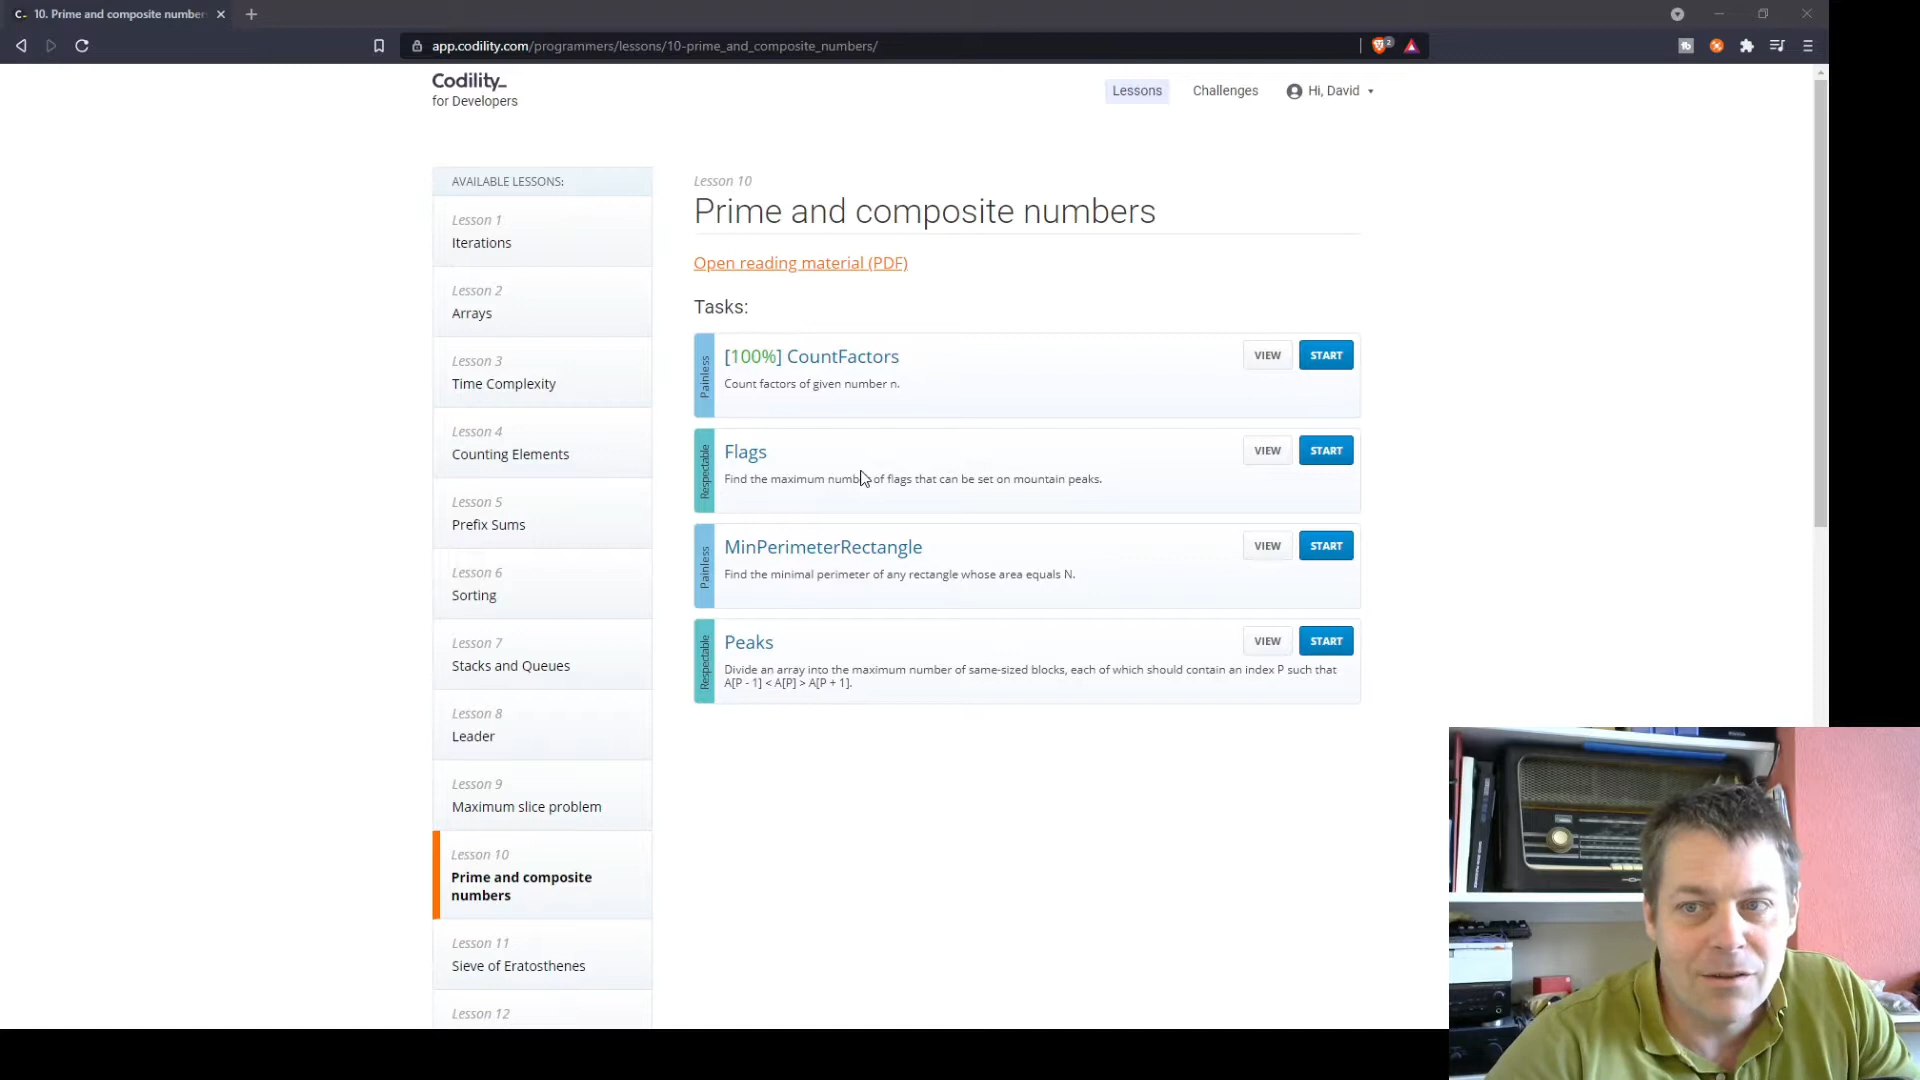 10. Prime and composite number
app.codility.com/programmers/lessons/10-prime_and_composite_numbers/
2
Codility_
for Developers
Lessons
Challenges
Hi, David
AVAILABLE LESSONS:
Lesson 1
Iterations
Lesson 2
Arrays
Lesson 3
Time Complexity
Lesson 4
Counting Elements
Lesson 5
Prefix Sums
Lesson 6
Sorting
Lesson 7
Stacks and Queues
Lesson 8
Leader
Lesson 9
Maximum slice problem
Lesson 10
Prime and composite
numbers
Lesson 11
Sieve of Eratosthenes
Lesson 12
Lesson 10
Prime and composite numbers
Open reading material (PDF)
Tasks:
Painless
[100%] CountFactors
VIEW
START
Count factors of given number n.
Respectable
Flags
VIEW
START
Find the maximum number of flags that can be set on mountain peaks.
Painless
MinPerimeterRectangle
VIEW
START
Find the minimal perimeter of any rectangle whose area equals N.
Respectable
Peaks
VIEW
START
Divide an array into the maximum number of same-sized blocks, each of which should contain an index P such that
A[P - 1] < A[P] > A[P + 1].